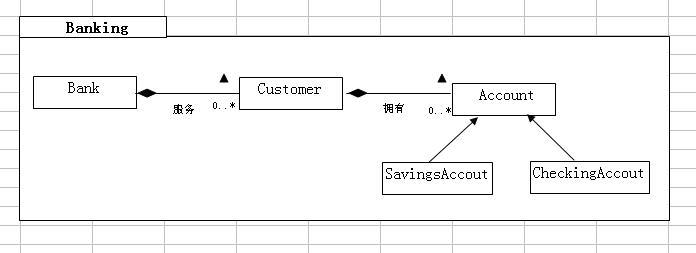 Banking
Bank
服务
0..*
Customer
拥有
0..*
Account
SavingsAccout
CheckingAccout